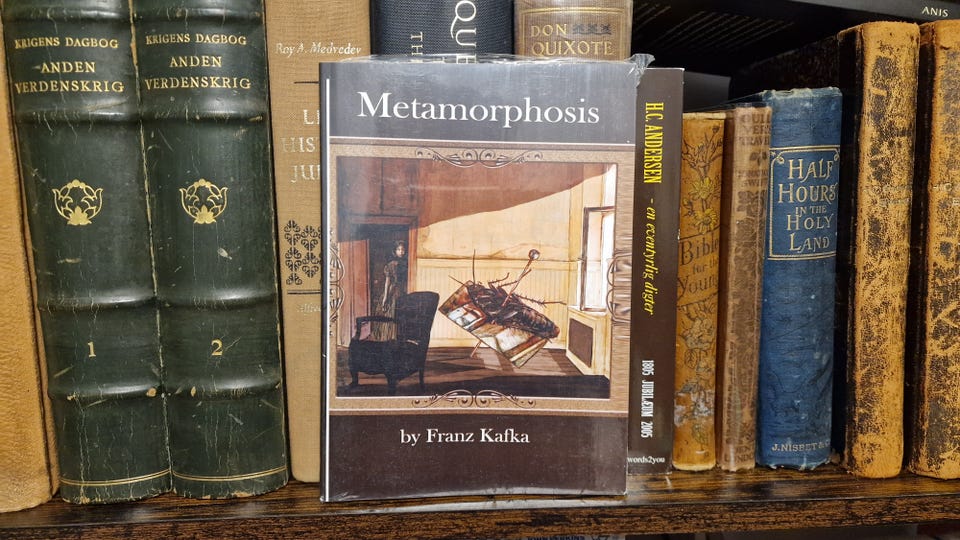 KRIGENS DAGBOG
ANDEN
VERDENSKRIG
1
KRIGENS DAGBOG
ANDEN
VERDENSKRIG
2
Roy A. Medvedev
DON
QUIXOTE
ANIS
Metamorphosis
by Franz Kafka
H.C. ANDERSEN
- en eventyrlig digter
1805 JUBILÆUM 2005
words2you
Bible
for
Young
HALF
HOURS
IN THE
HOLY
LAND
J. NISBET & C